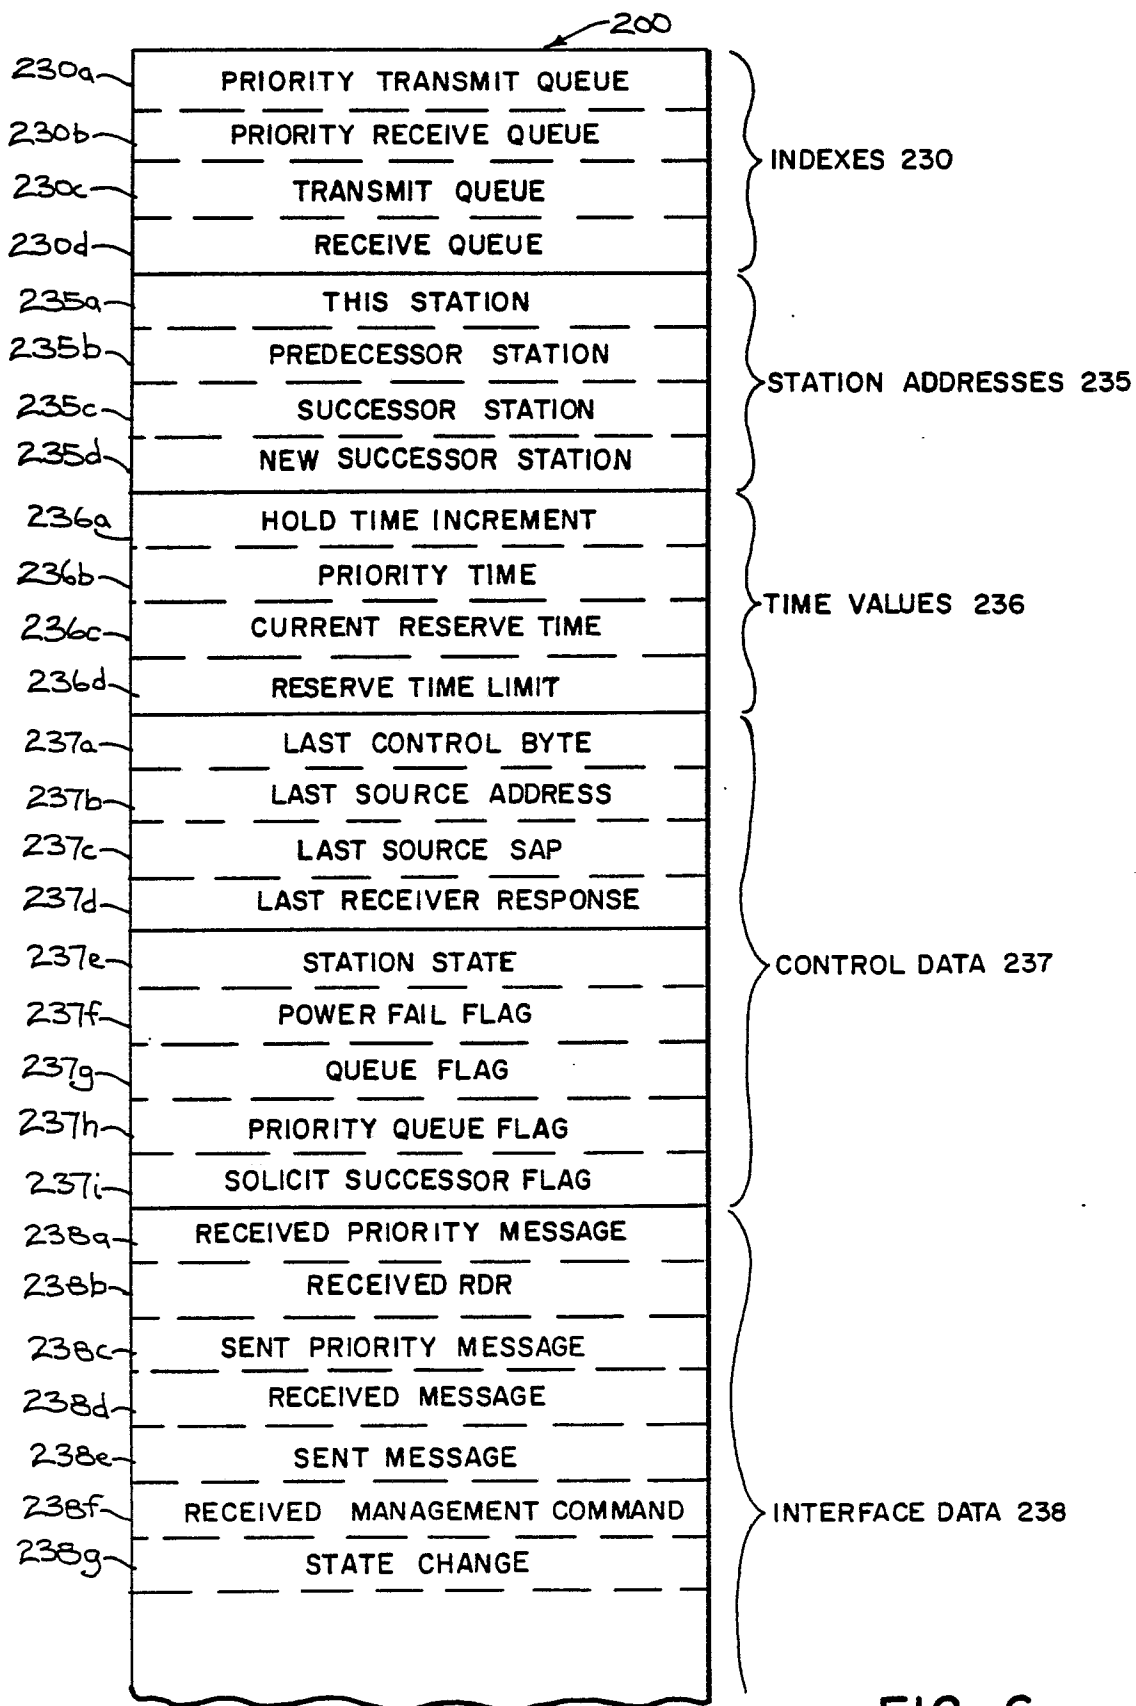 200
230a PRIORITY TRANSMIT QUEUE
230b PRIORITY RECEIVE QUEUE
INDEXES 230
230c TRANSMIT QUEUE
230d RECEIVE QUEUE
235a THIS STATION
235b PREDECESSOR STATION
STATION ADDRESSES 235
235c SUCCESSOR STATION
235d NEW SUCCESSOR STATION
236a HOLD TIME INCREMENT
236b PRIORITY TIME
TIME VALUES 236
236c CURRENT RESERVE TIME
236d RESERVE TIME LIMIT
237a LAST CONTROL BYTE
237b LAST SOURCE ADDRESS
237c LAST SOURCE SAP
237d LAST RECEIVER RESPONSE
237e STATION STATE
CONTROL DATA 237
237f POWER FAIL FLAG
237g QUEUE FLAG
237h PRIORITY QUEUE FLAG
237i SOLICIT SUCCESSOR FLAG
238a RECEIVED PRIORITY MESSAGE
238b RECEIVED RDR
238c SENT PRIORITY MESSAGE
238d RECEIVED MESSAGE
238e SENT MESSAGE
238f RECEIVED MANAGEMENT COMMAND
INTERFACE DATA 238
238g STATE CHANGE
FIG. 6